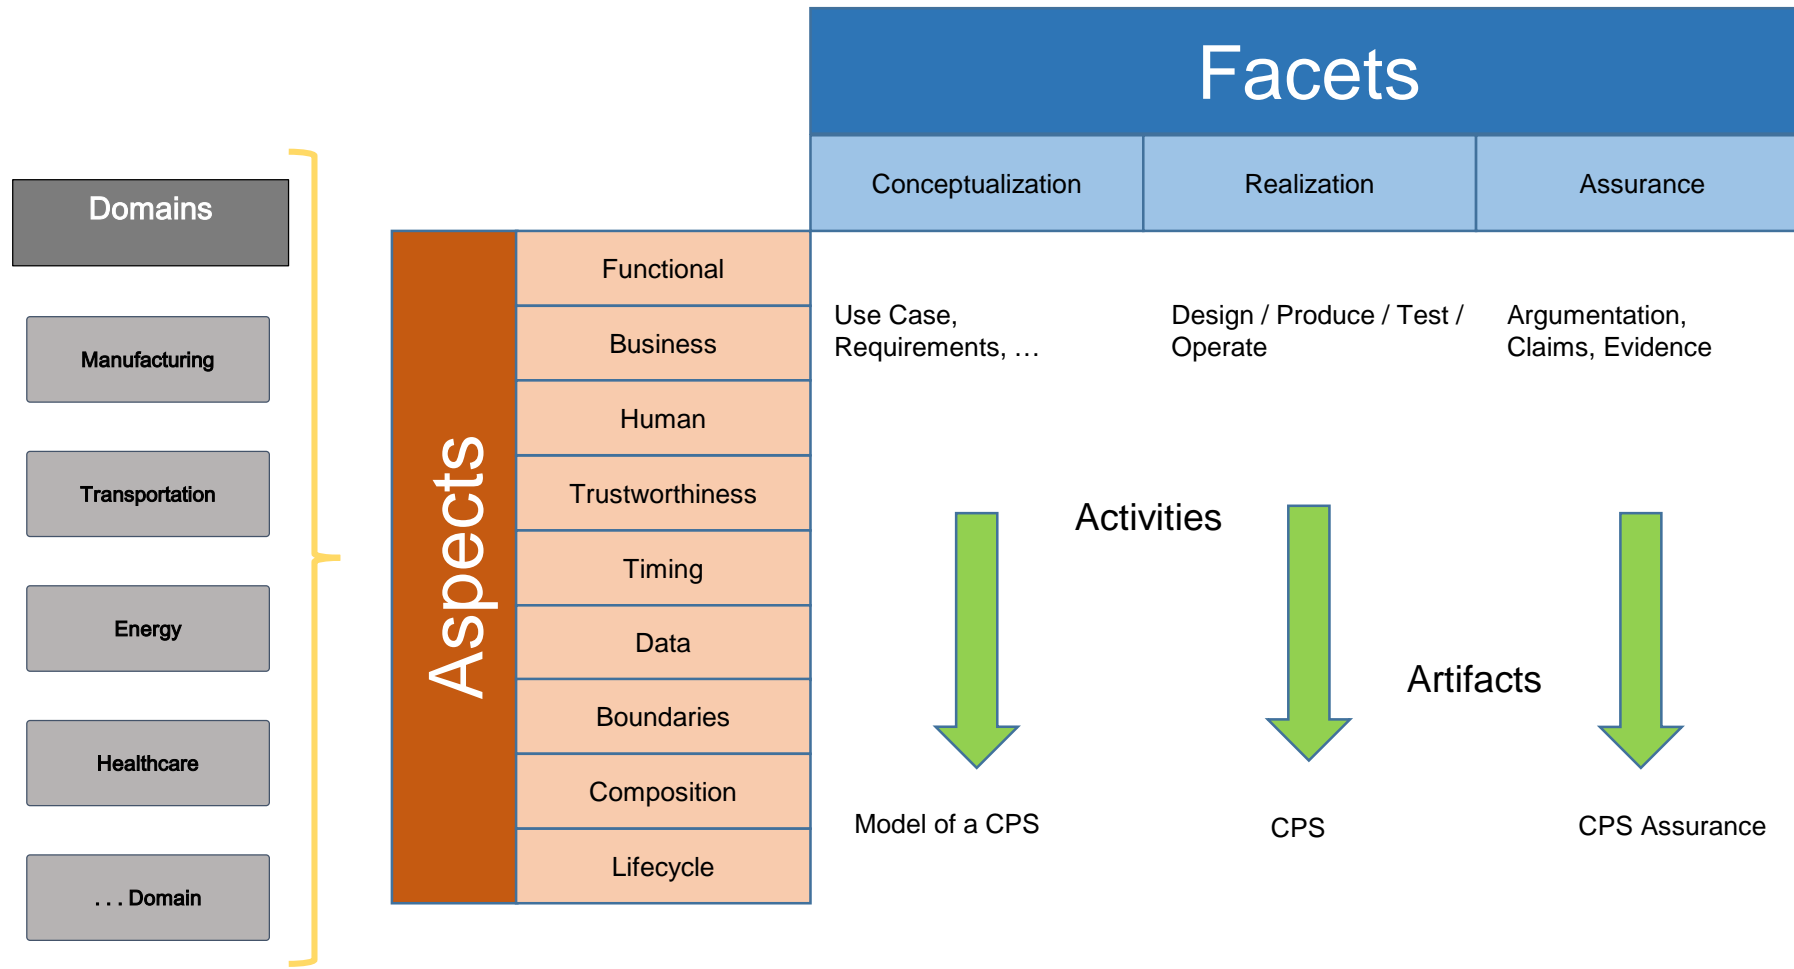 Facets
Conceptualization
Realization
Assurance
Domains
Manufacturing
Transportation
Energy
Healthcare
. . . Domain
Aspects
Functional
Business
Human
Trustworthiness
Timing
Data
Boundaries
Composition
Lifecycle
Use Case,
Requirements, …
Design / Produce / Test /
Operate
Argumentation,
Claims, Evidence
Activities
Artifacts
Model of a CPS
CPS
CPS Assurance